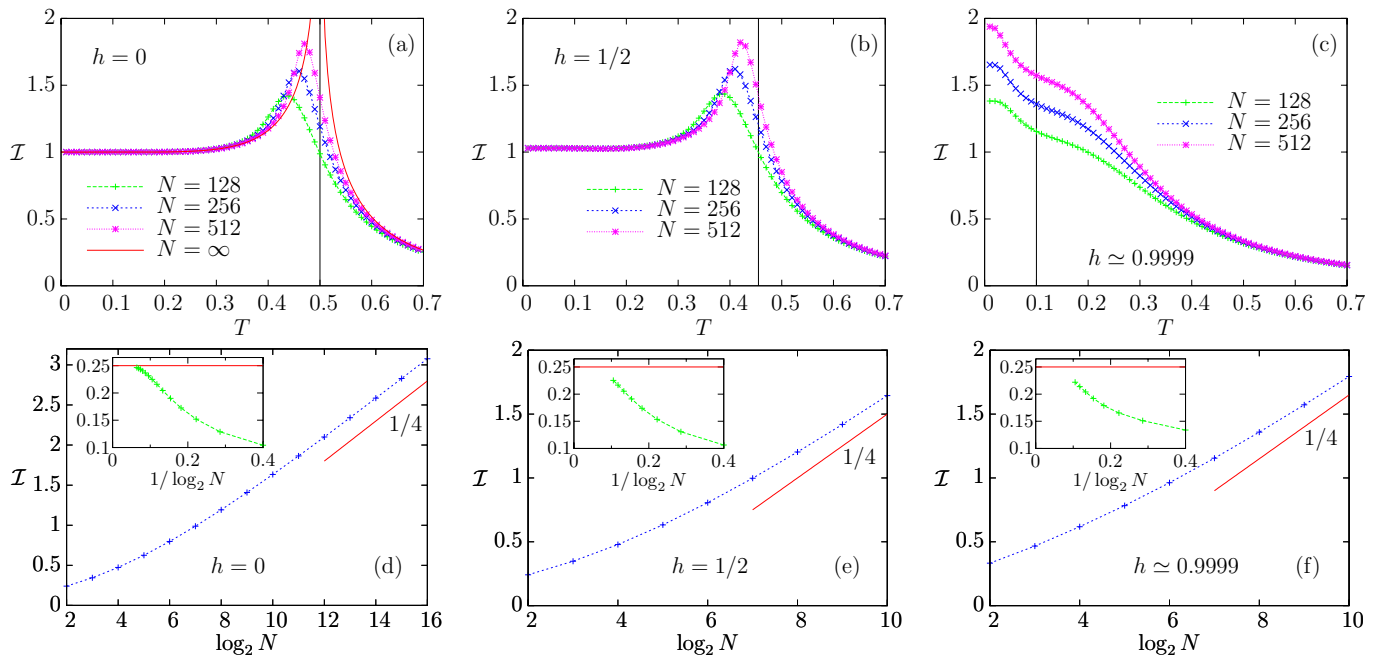 2
1.5
1
0.5
0
0
0.1
0.2
0.3
0.4
0.5
0.6
0.7
I
T
h = 0
(a)
N = 128
N = 256
N = 512
N = ∞
2
1.5
1
0.5
0
0
0.1
0.2
0.3
0.4
0.5
0.6
0.7
I
T
h = 1/2
(b)
N = 128
N = 256
N = 512
2
1.5
1
0.5
0
0
0.1
0.2
0.3
0.4
0.5
0.6
0.7
I
T
(c)
N = 128
N = 256
N = 512
h ≃ 0.9999
3
2.5
2
1.5
1
0.5
0
2
4
6
8
10
12
14
16
I
log₂ N
0.25
0.2
0.15
0.1
0
0.2
0.4
1/ log₂ N
1/4
h = 0
(d)
2
1.5
1
0.5
0
2
4
6
8
10
I
log₂ N
0.25
0.2
0.15
0.1
0
0.2
0.4
1/ log₂ N
1/4
h = 1/2
(e)
2
1.5
1
0.5
0
2
4
6
8
10
I
log₂ N
0.25
0.2
0.15
0.1
0
0.2
0.4
1/ log₂ N
1/4
h ≃ 0.9999
(f)